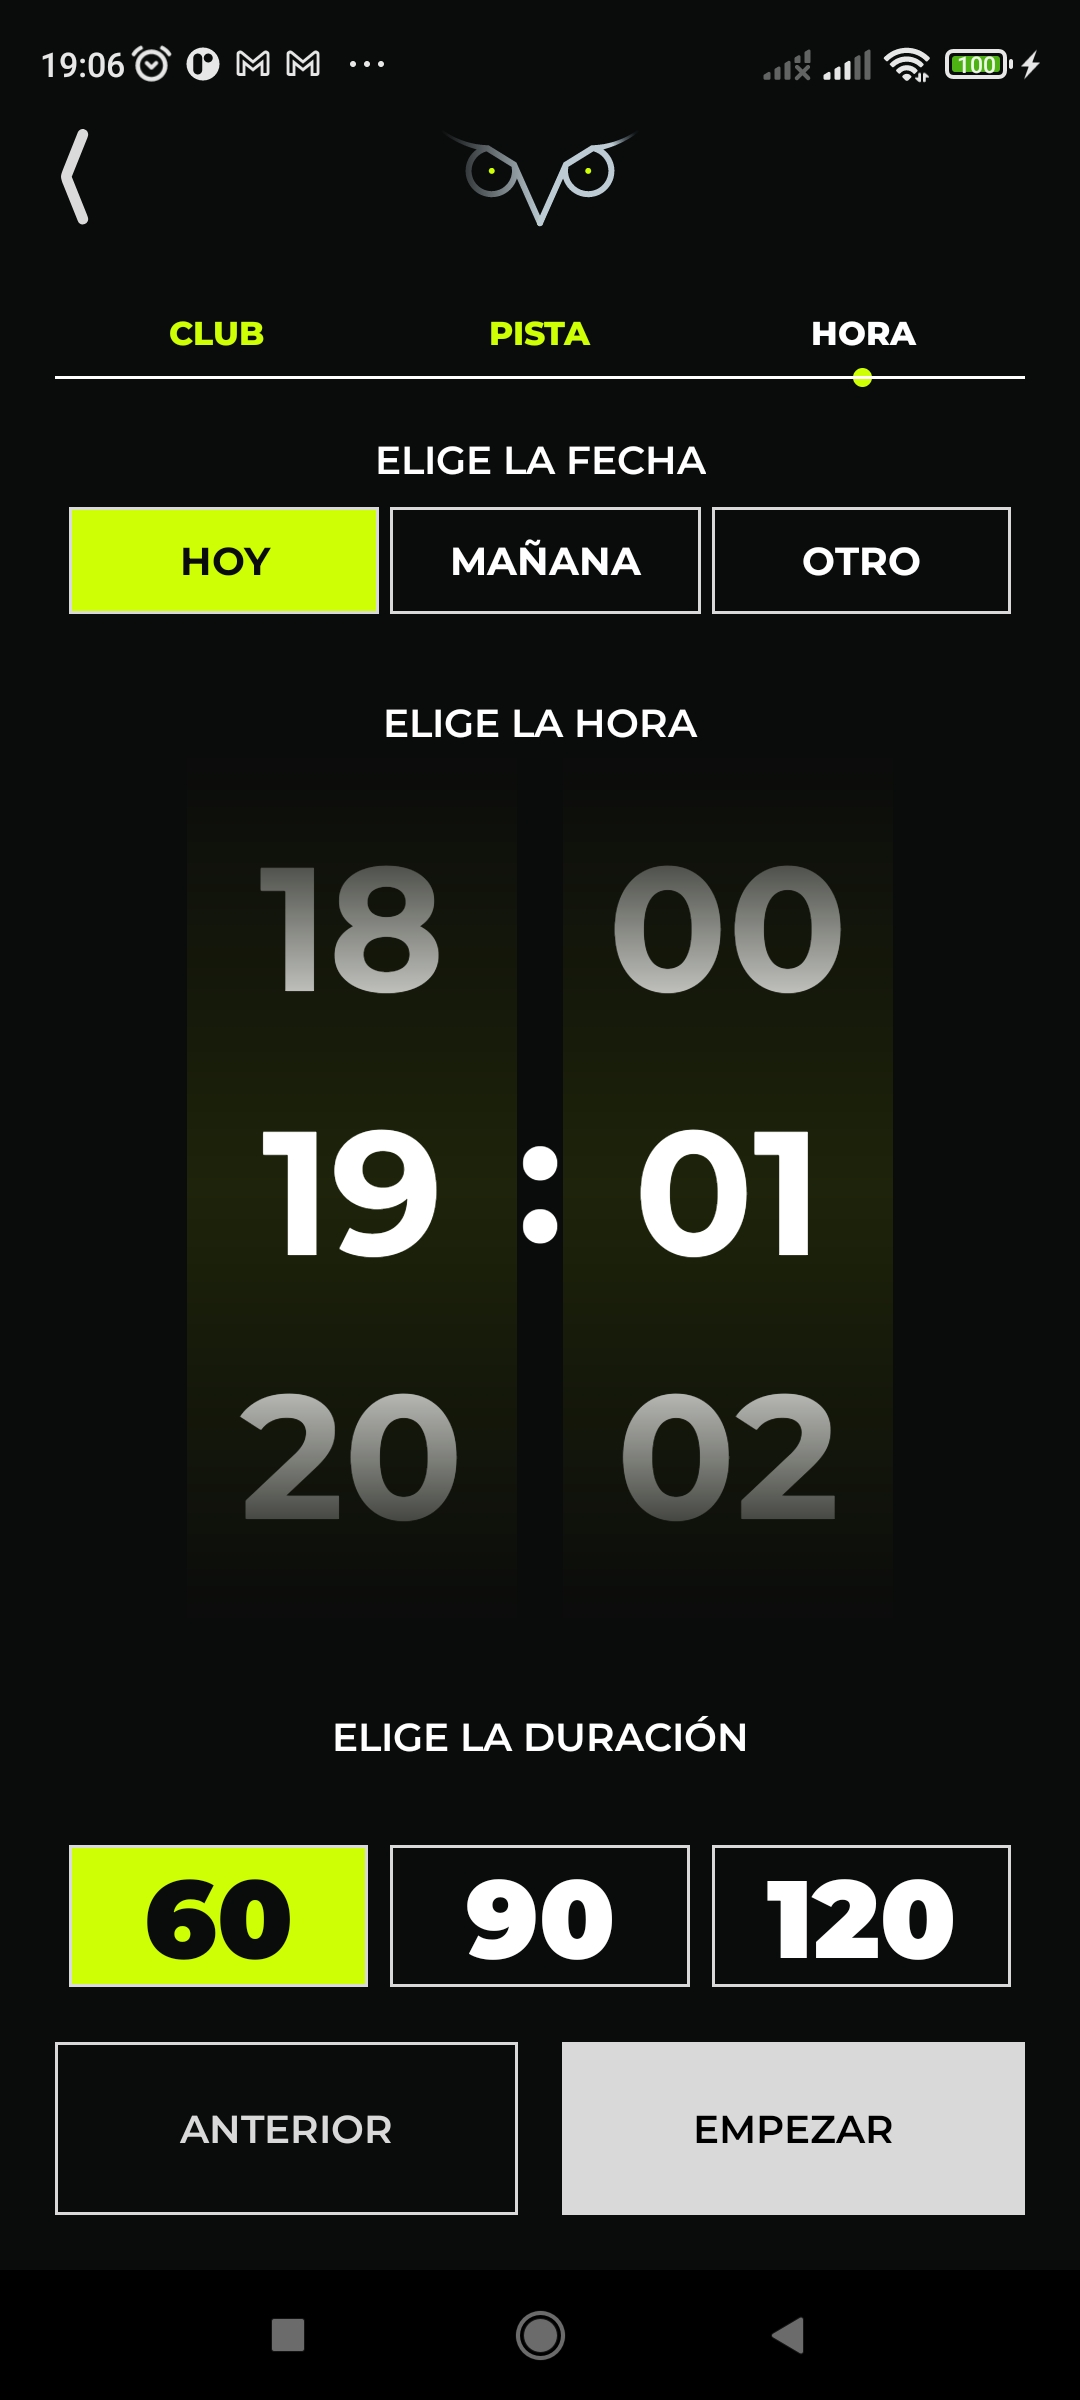 19:06 100
CLUB PISTA HORA
ELIGE LA FECHA
HOY MAÑANA OTRO
ELIGE LA HORA
18 00
19 : 01
20 02
ELIGE LA DURACIÓN
60 90 120
ANTERIOR EMPEZAR